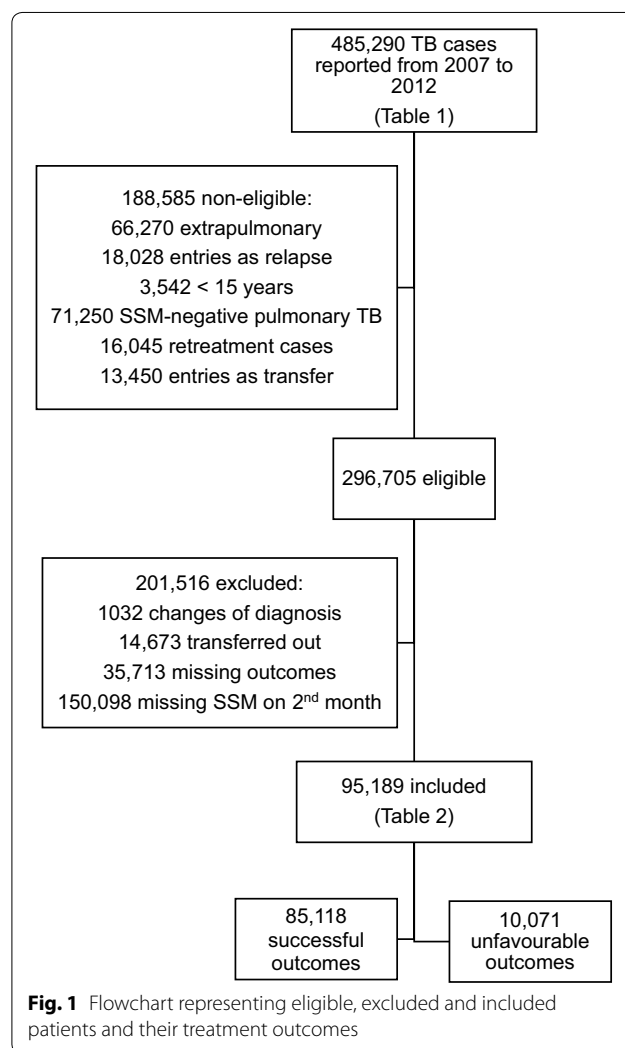 485,290 TB cases
reported from 2007 to
2012
(Table 1)
188,585 non-eligible:
66,270 extrapulmonary
18,028 entries as relapse
3,542 < 15 years
71,250 SSM-negative pulmonary TB
16,045 retreatment cases
13,450 entries as transfer
296,705 eligible
201,516 excluded:
1032 changes of diagnosis
14,673 transferred out
35,713 missing outcomes
150,098 missing SSM on 2nd month
95,189 included
(Table 2)
85,118
successful
outcomes
10,071
unfavourable
outcomes
Fig. 1 Flowchart representing eligible, excluded and included
patients and their treatment outcomes